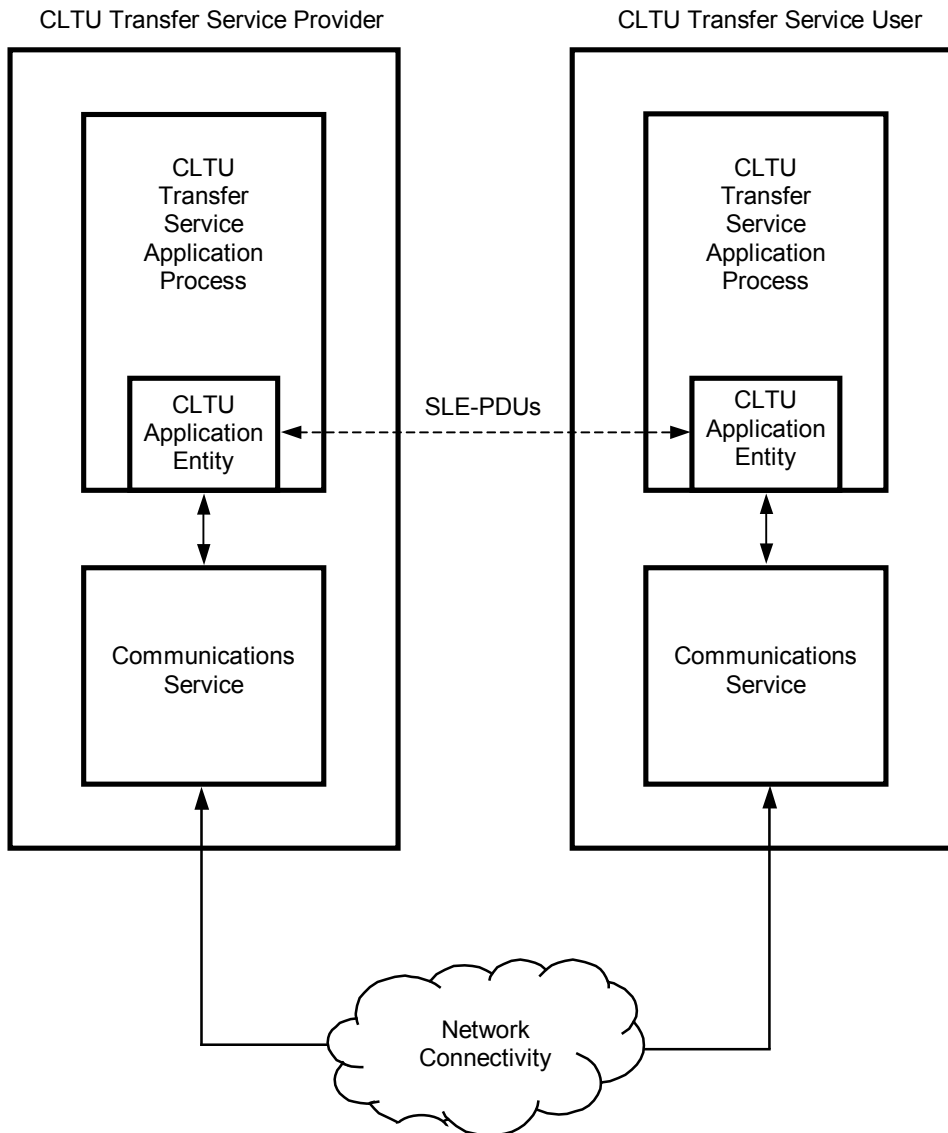 CLTU Transfer Service Provider
CLTU Transfer Service User
CLTU
Transfer
Service
Application
Process
CLTU
Transfer
Service
Application
Process
CLTU
Application
Entity
SLE-PDUs
CLTU
Application
Entity
Communications
Service
Communications
Service
Network
Connectivity